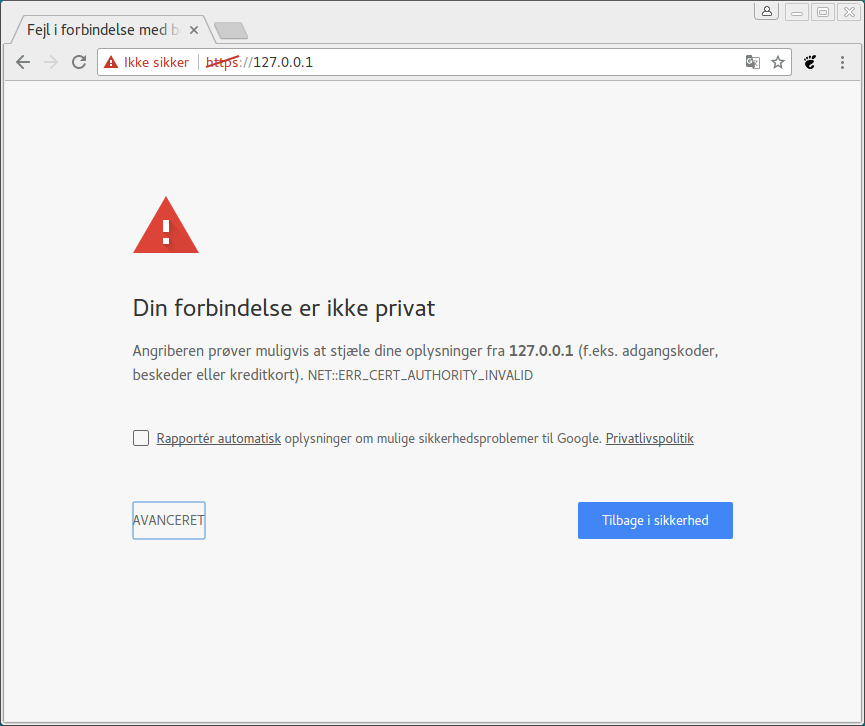 Fejl i forbindelse med b
Ikke sikker https://127.0.0.1
Din forbindelse er ikke privat
Angriberen prøver muligvis at stjæle dine oplysninger fra 127.0.0.1 (f.eks. adgangskoder,
beskeder eller kreditkort). NET::ERR_CERT_AUTHORITY_INVALID
Rapportér automatisk oplysninger om mulige sikkerhedsproblemer til Google. Privatlivspolitik
AVANCERET
Tilbage i sikkerhed